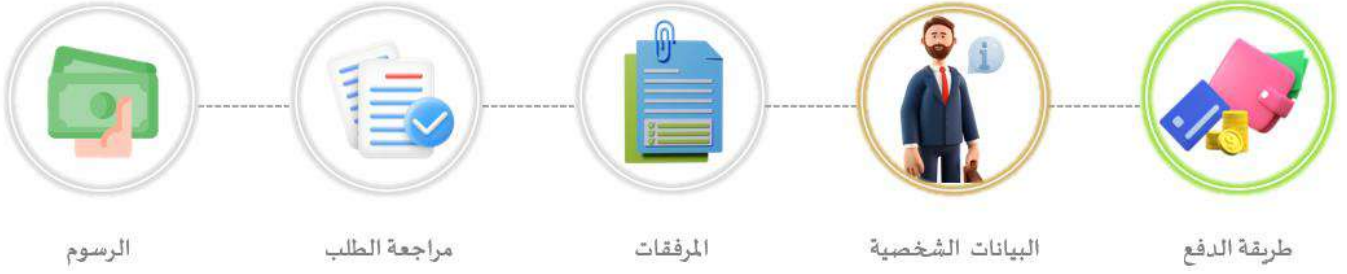 طريقة الدفع
البيانات الشخصية
المرفقات
مراجعة الطلب
الرسوم